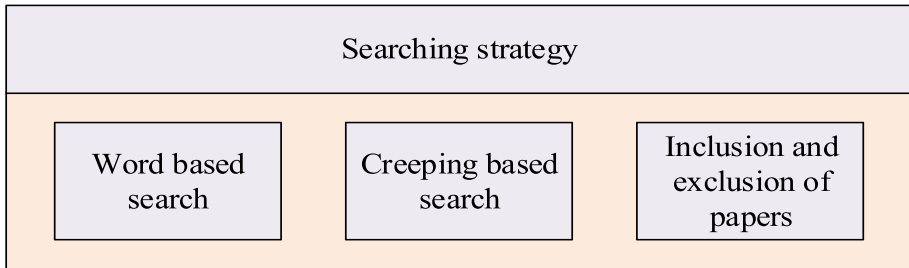 Searching strategy
Word based
search
Creeping based
search
Inclusion and
exclusion of
papers